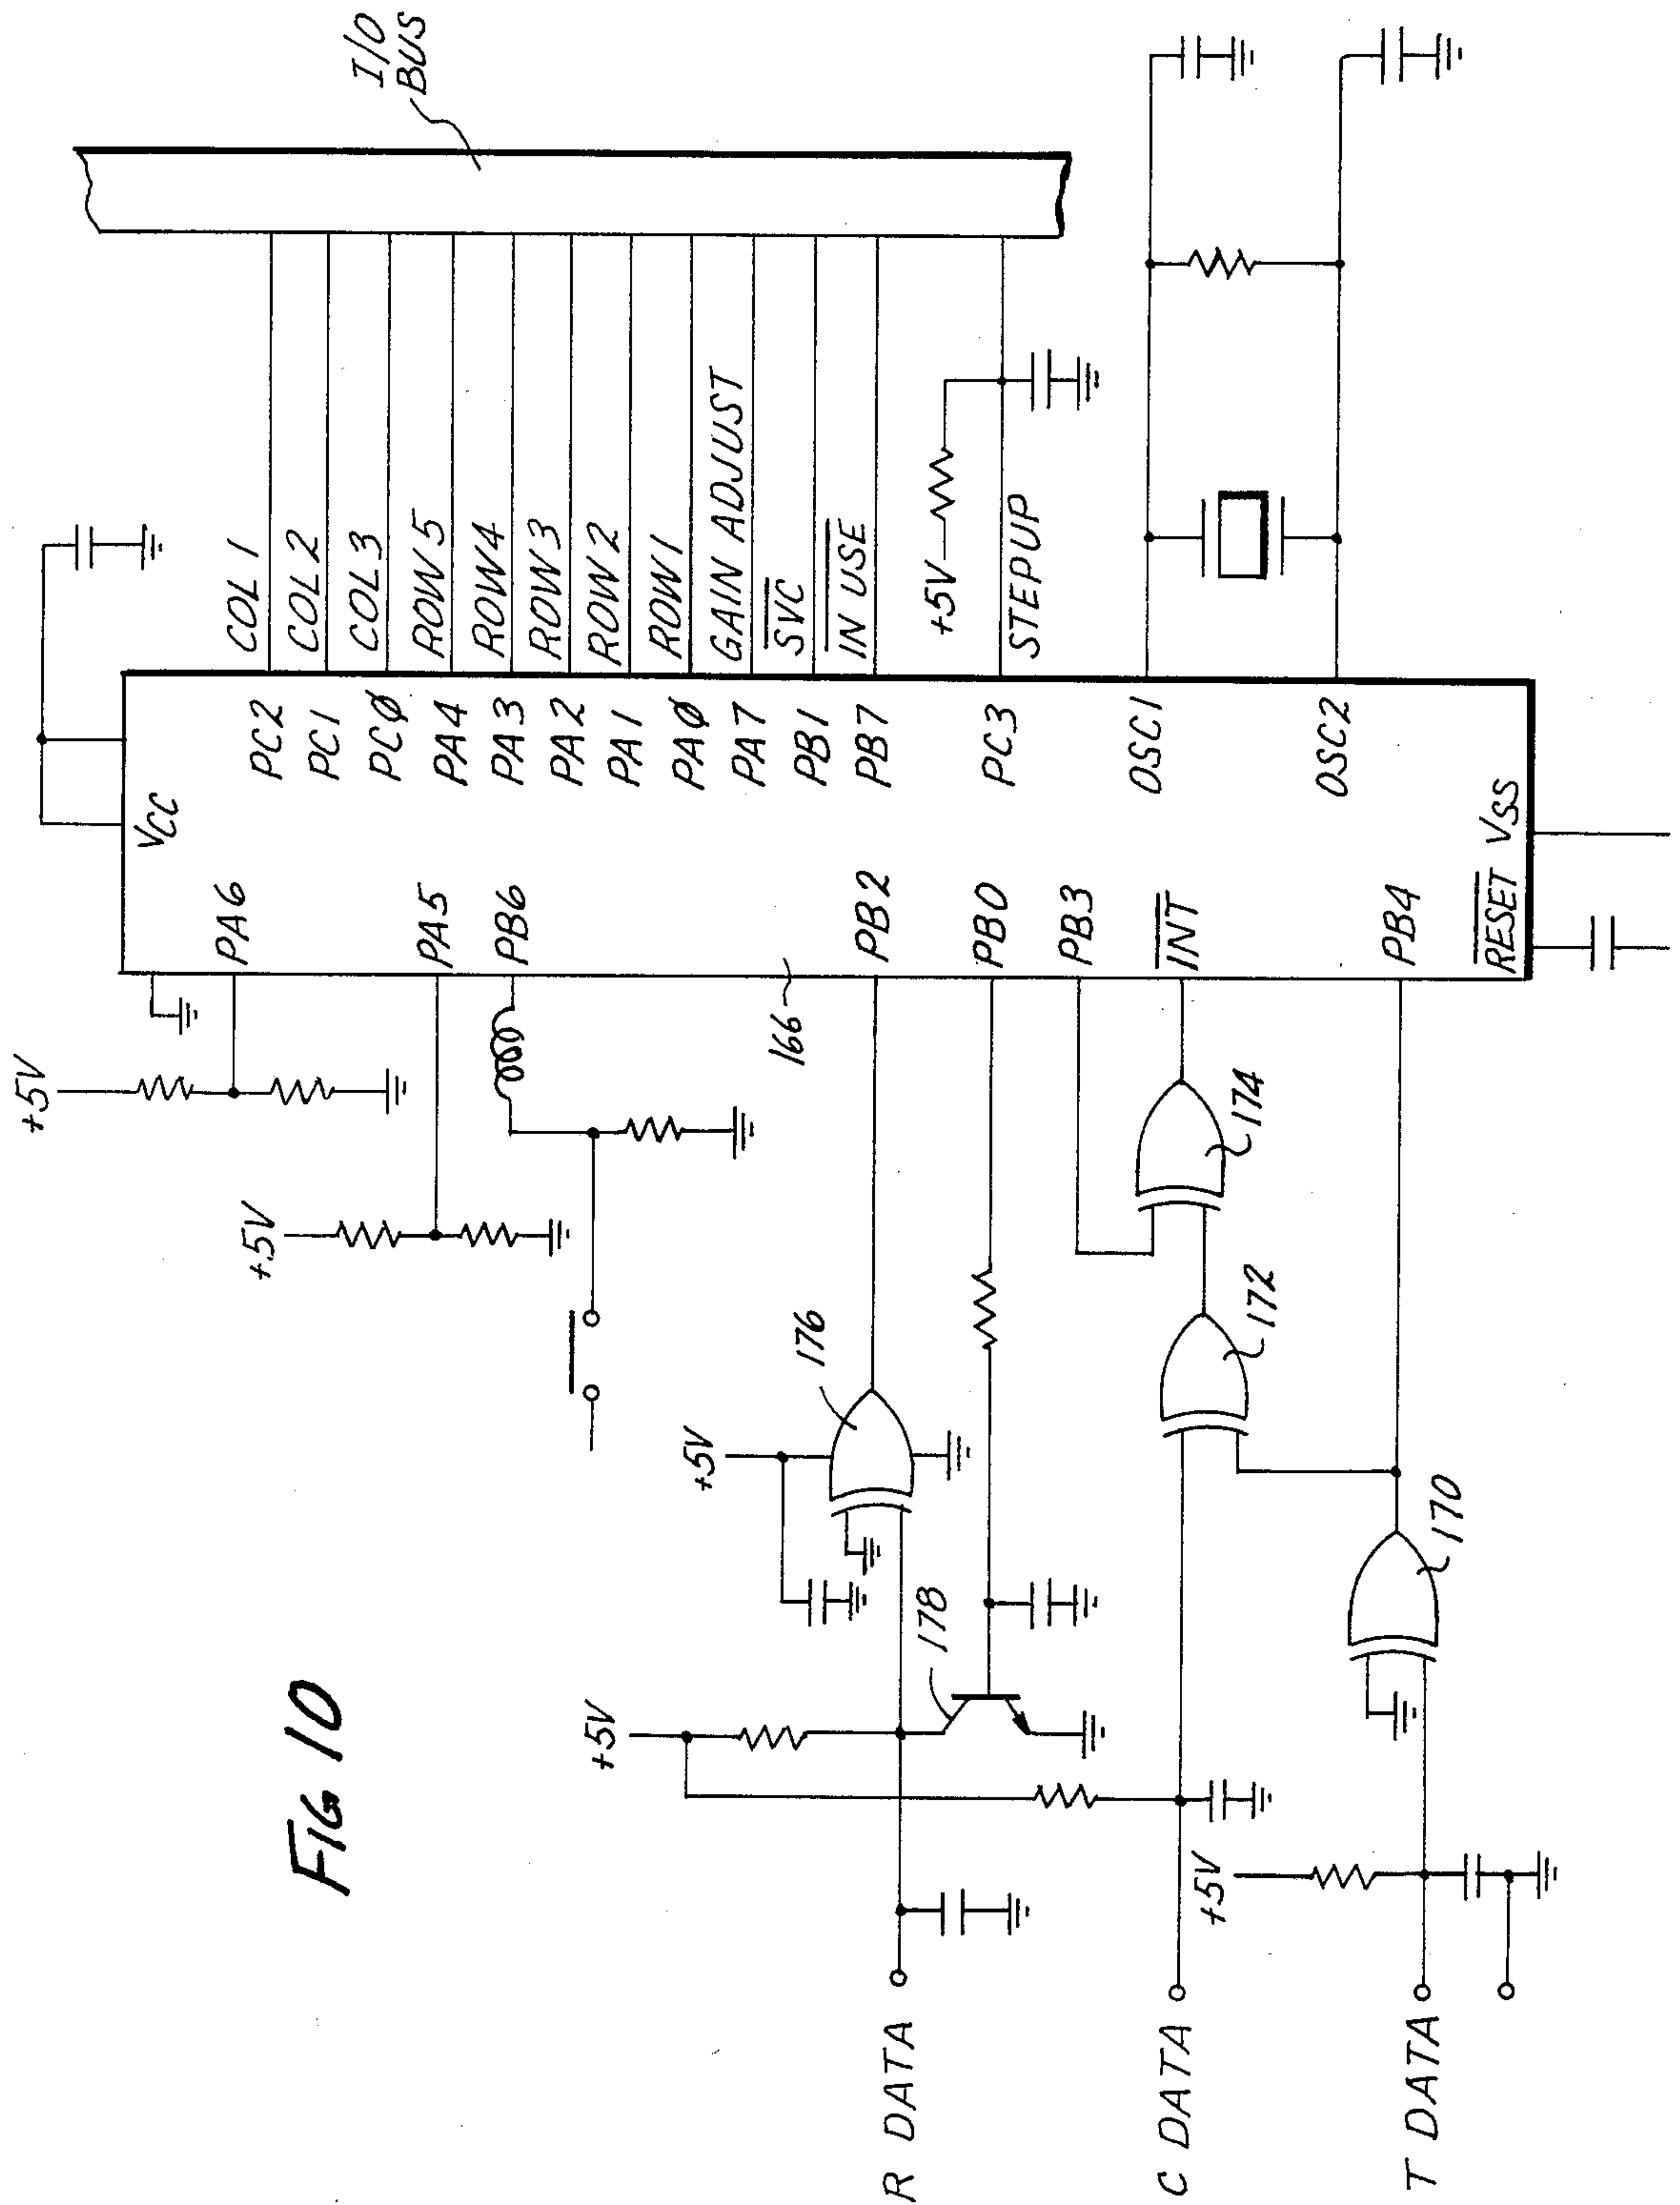 FIG 10
I/O
BUS
VCC
PC2
COL 1
PC1
COL 2
PCØ
COL 3
PA4
ROW 5
PA3
ROW 4
PA2
ROW 3
PA1
ROW 2
PAØ
ROW 1
PA7
GAIN ADJUST
PB1
SVC
PB7
IN USE
+5V
PC3
STEPUP
OSC1
OSC2
VSS
RESET
+5V
PA6
+5V
PA5
PB6
166
PB2
PB0
PB3
INT
PB4
+5V
176
+5V
178
174
172
170
+5V
R DATA
C DATA
T DATA